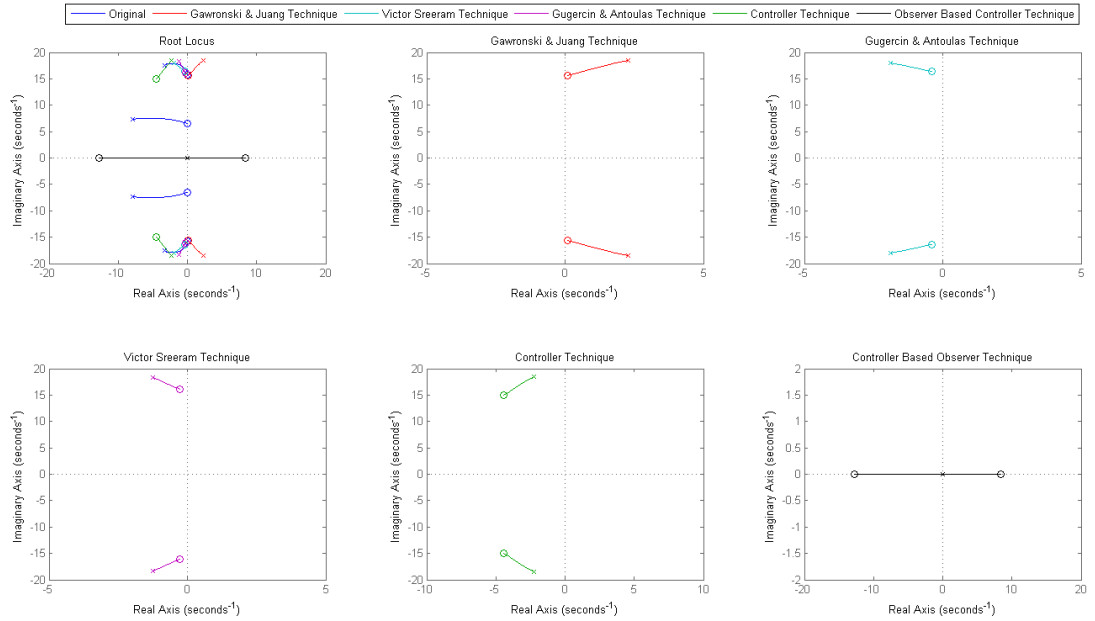 Original Gawronski & Juang Technique Victor Sreeram Technique Gugercin & Antoulas Technique Controller Technique Observer Based Controller Technique
Root Locus
20
15
10
5
0
-5
-10
-15
-20
-20 -10 0 10 20
Imaginary Axis (seconds⁻¹)
Real Axis (seconds⁻¹)
Gawronski & Juang Technique
20
15
10
5
0
-5
-10
-15
-20
-5 0 5
Imaginary Axis (seconds⁻¹)
Real Axis (seconds⁻¹)
Gugercin & Antoulas Technique
20
15
10
5
0
-5
-10
-15
-20
-5 0 5
Imaginary Axis (seconds⁻¹)
Real Axis (seconds⁻¹)
Victor Sreeram Technique
20
15
10
5
0
-5
-10
-15
-20
-5 0 5
Imaginary Axis (seconds⁻¹)
Real Axis (seconds⁻¹)
Controller Technique
20
15
10
5
0
-5
-10
-15
-20
-10 -5 0 5 10
Imaginary Axis (seconds⁻¹)
Real Axis (seconds⁻¹)
Controller Based Observer Technique
2
1.5
1
0.5
0
-0.5
-1
-1.5
-2
-20 -10 0 10 20
Imaginary Axis (seconds⁻¹)
Real Axis (seconds⁻¹)